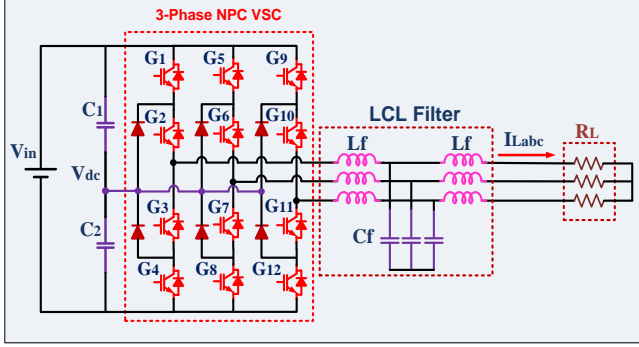 3-Phase NPC VSC
G1 G5 G9
C1
G2 G6 G10
LCL Filter
Lf Lf
ILabc
RL
Vin
Vdc
G3 G7 G11
C2
Cf
G4 G8 G12